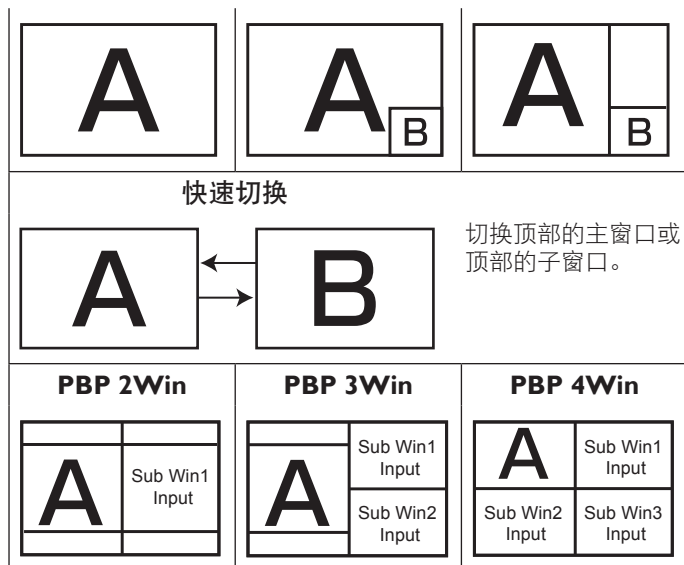 A
A
B
A
B
快速切换
A
B
切换顶部的主窗口或
顶部的子窗口。
PBP 2Win
PBP 3Win
PBP 4Win
A
Sub Win1
Input
A
Sub Win1
Input
Sub Win2
Input
A
Sub Win1
Input
Sub Win2
Input
Sub Win3
Input